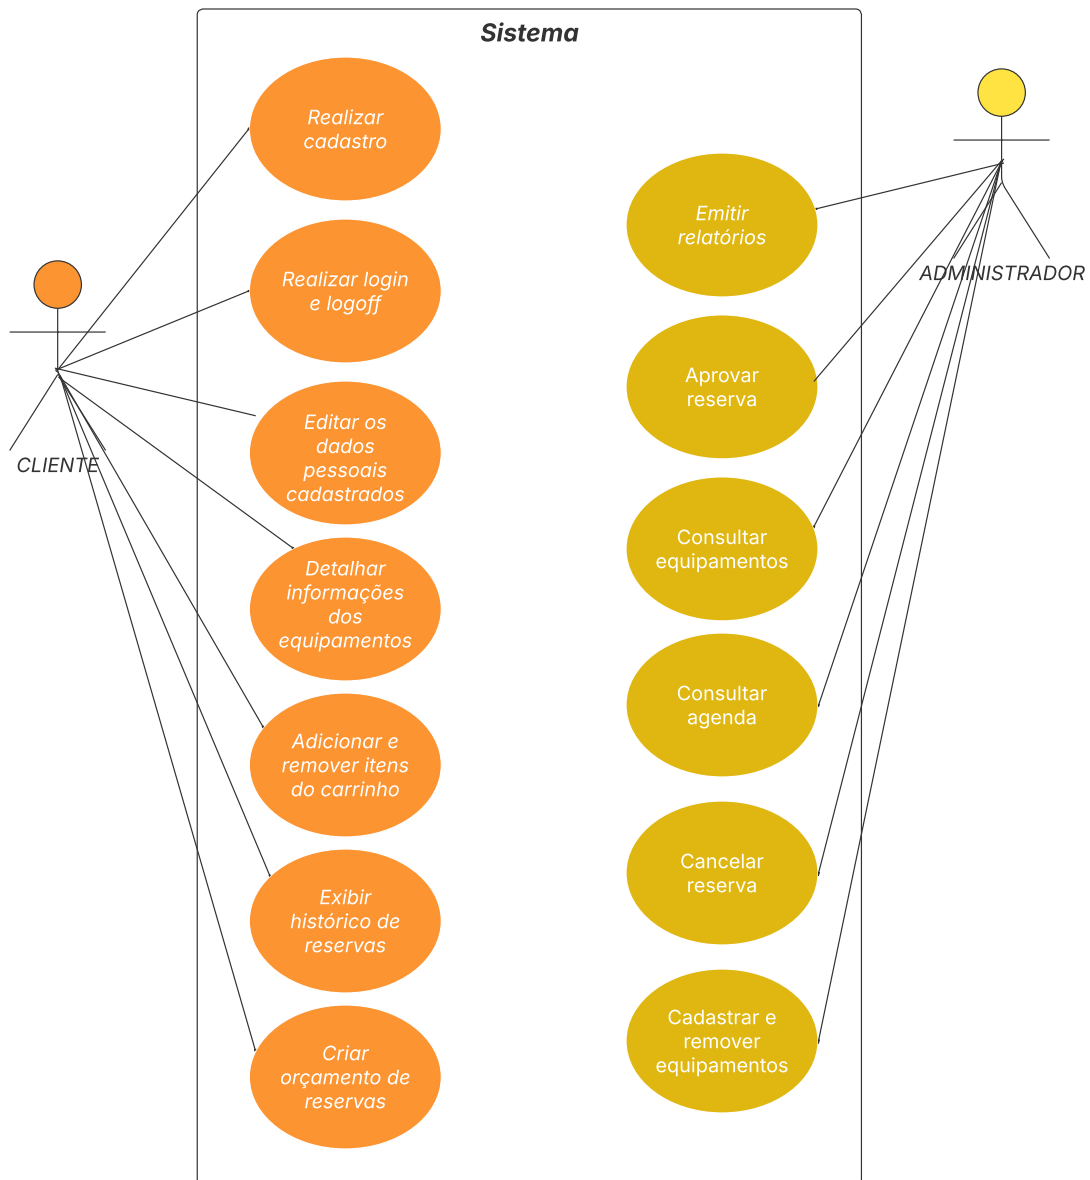 Sistema
Realizar
cadastro
Realizar login
e logoff
Editar os
dados
pessoais
cadastrados
CLIENTE
Detalhar
informações
dos
equipamentos
Adicionar e
remover itens
do carrinho
Exibir
histórico de
reservas
Criar
orçamento de
reservas
Emitir
relatórios
ADMINISTRADOR
Aprovar
reserva
Consultar
equipamentos
Consultar
agenda
Cancelar
reserva
Cadastrar e
remover
equipamentos